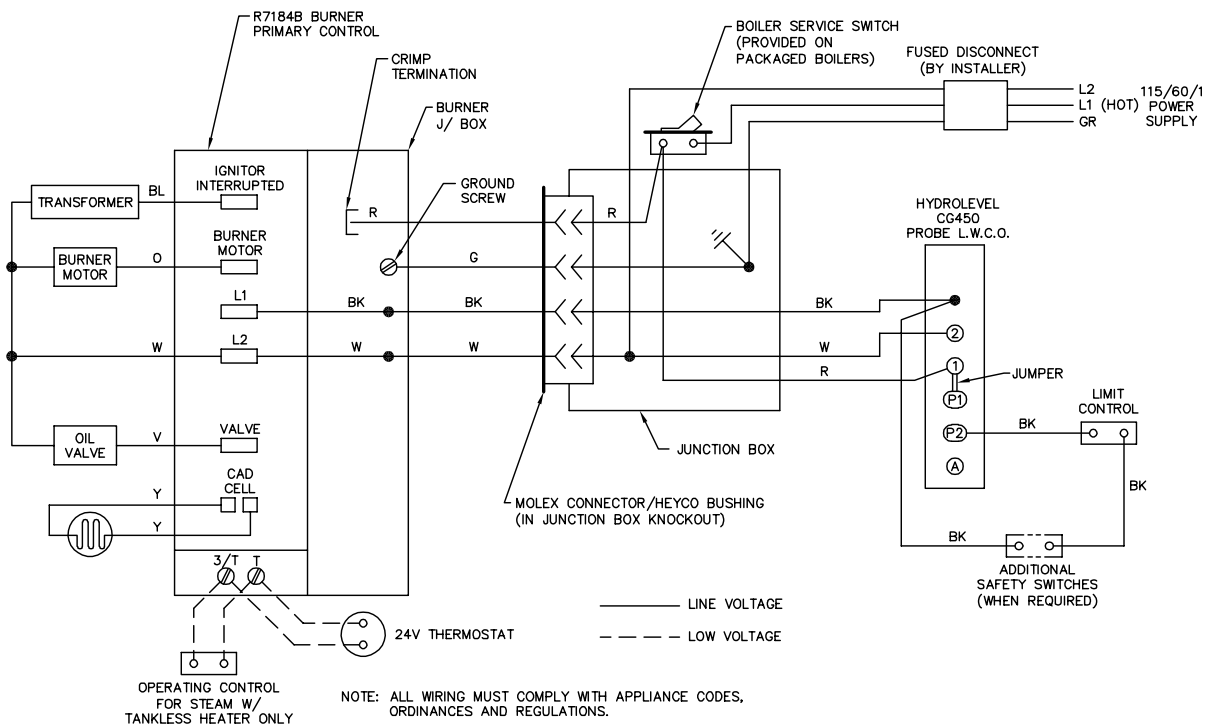 R7184B BURNER
PRIMARY CONTROL
CRIMP
TERMINATION
BURNER
J/ BOX
BOILER SERVICE SWITCH
(PROVIDED ON
PACKAGED BOILERS)
FUSED DISCONNECT
(BY INSTALLER)
L2
L1 (HOT)
GR
115/60/1
POWER
SUPPLY
IGNITOR
INTERRUPTED
TRANSFORMER
BL
GROUND
SCREW
R
R
HYDROLEVEL
CG450
PROBE L.W.C.O.
BURNER
MOTOR
BURNER
MOTOR
O
G
L1
BK
BK
BK
L2
W
W
W
W
2
1
R
JUMPER
P1
LIMIT
CONTROL
OIL
VALVE
V
VALVE
P2
BK
JUNCTION BOX
A
CAD
CELL
Y
Y
BK
MOLEX CONNECTOR/HEYCO BUSHING
(IN JUNCTION BOX KNOCKOUT)
BK
3/T
T
ADDITIONAL
SAFETY SWITCHES
(WHEN REQUIRED)
LINE VOLTAGE
24V THERMOSTAT
LOW VOLTAGE
OPERATING CONTROL
FOR STEAM W/
TANKLESS HEATER ONLY
NOTE: ALL WIRING MUST COMPLY WITH APPLIANCE CODES,
ORDINANCES AND REGULATIONS.